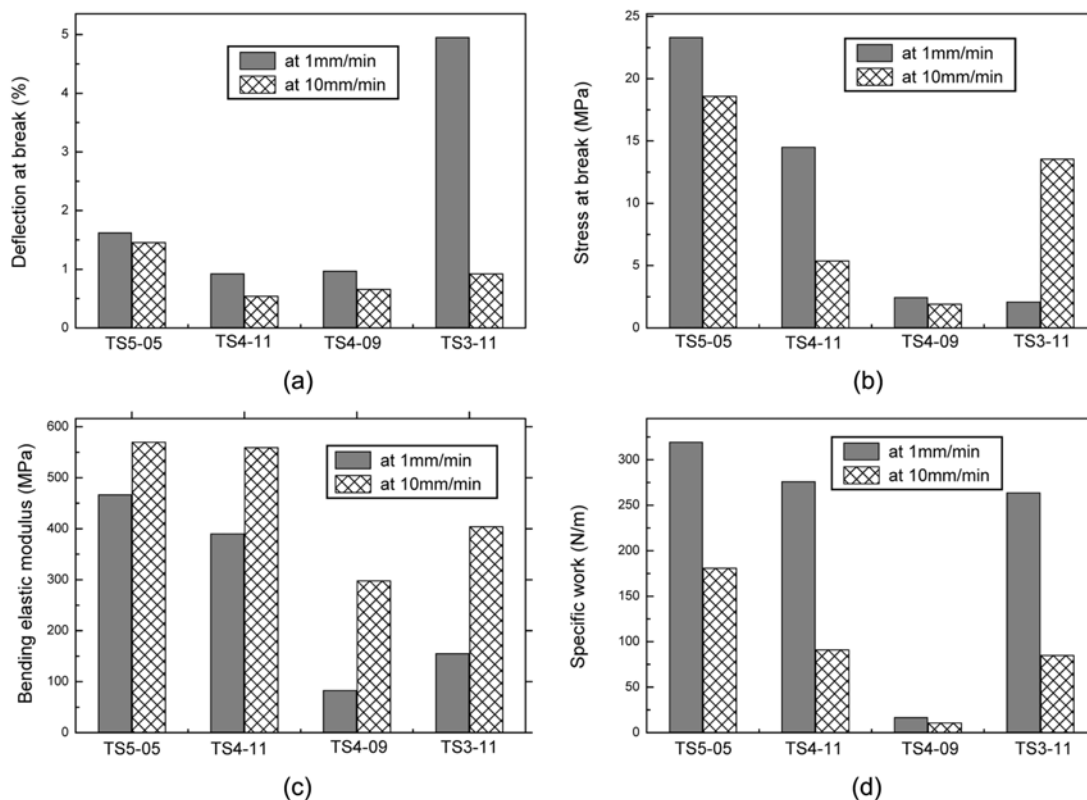 Deflection at break (%)
5
4
3
2
1
0
at 1mm/min
at 10mm/min
TS5-05
TS4-11
TS4-09
TS3-11
(a)
Stress at break (MPa)
25
20
15
10
5
0
at 1mm/min
at 10mm/min
TS5-05
TS4-11
TS4-09
TS3-11
(b)
Bending elastic modulus (MPa)
600
500
400
300
200
100
0
at 1mm/min
at 10mm/min
TS5-05
TS4-11
TS4-09
TS3-11
(c)
Specific work (N/m)
300
250
200
150
100
50
0
at 1mm/min
at 10mm/min
TS5-05
TS4-11
TS4-09
TS3-11
(d)